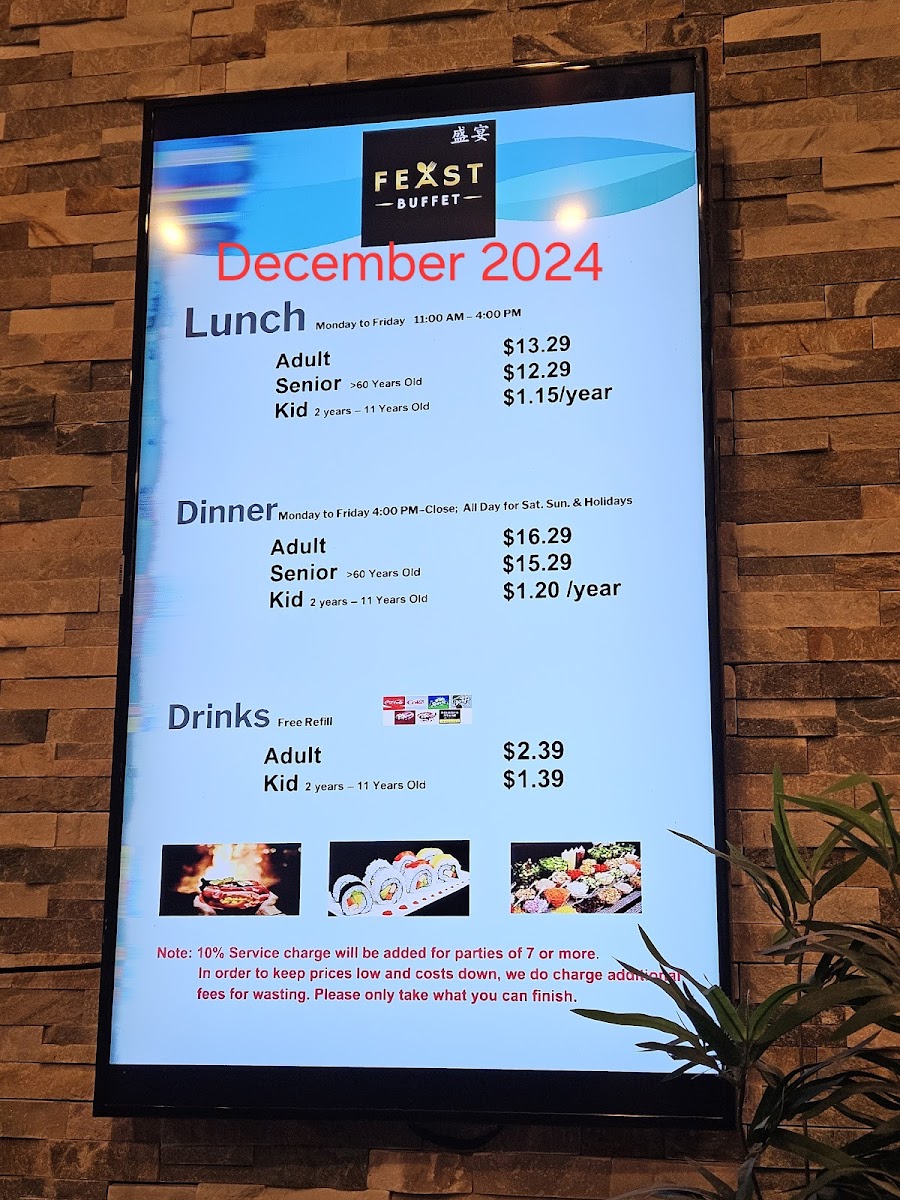 盛宴
FEAST
BUFFET
December 2024
Lunch Monday to Friday 11:00 AM – 4:00 PM
Adult $13.29
Senior >60 Years Old $12.29
Kid 2 years – 11 Years Old $1.15/year
Dinner Monday to Friday 4:00 PM–Close; All Day for Sat. Sun. & Holidays
Adult $16.29
Senior >60 Years Old $15.29
Kid 2 years – 11 Years Old $1.20 /year
Drinks Free Refill
Adult $2.39
Kid 2 years – 11 Years Old $1.39
Note: 10% Service charge will be added for parties of 7 or more.
In order to keep prices low and costs down, we do charge additional
fees for wasting. Please only take what you can finish.